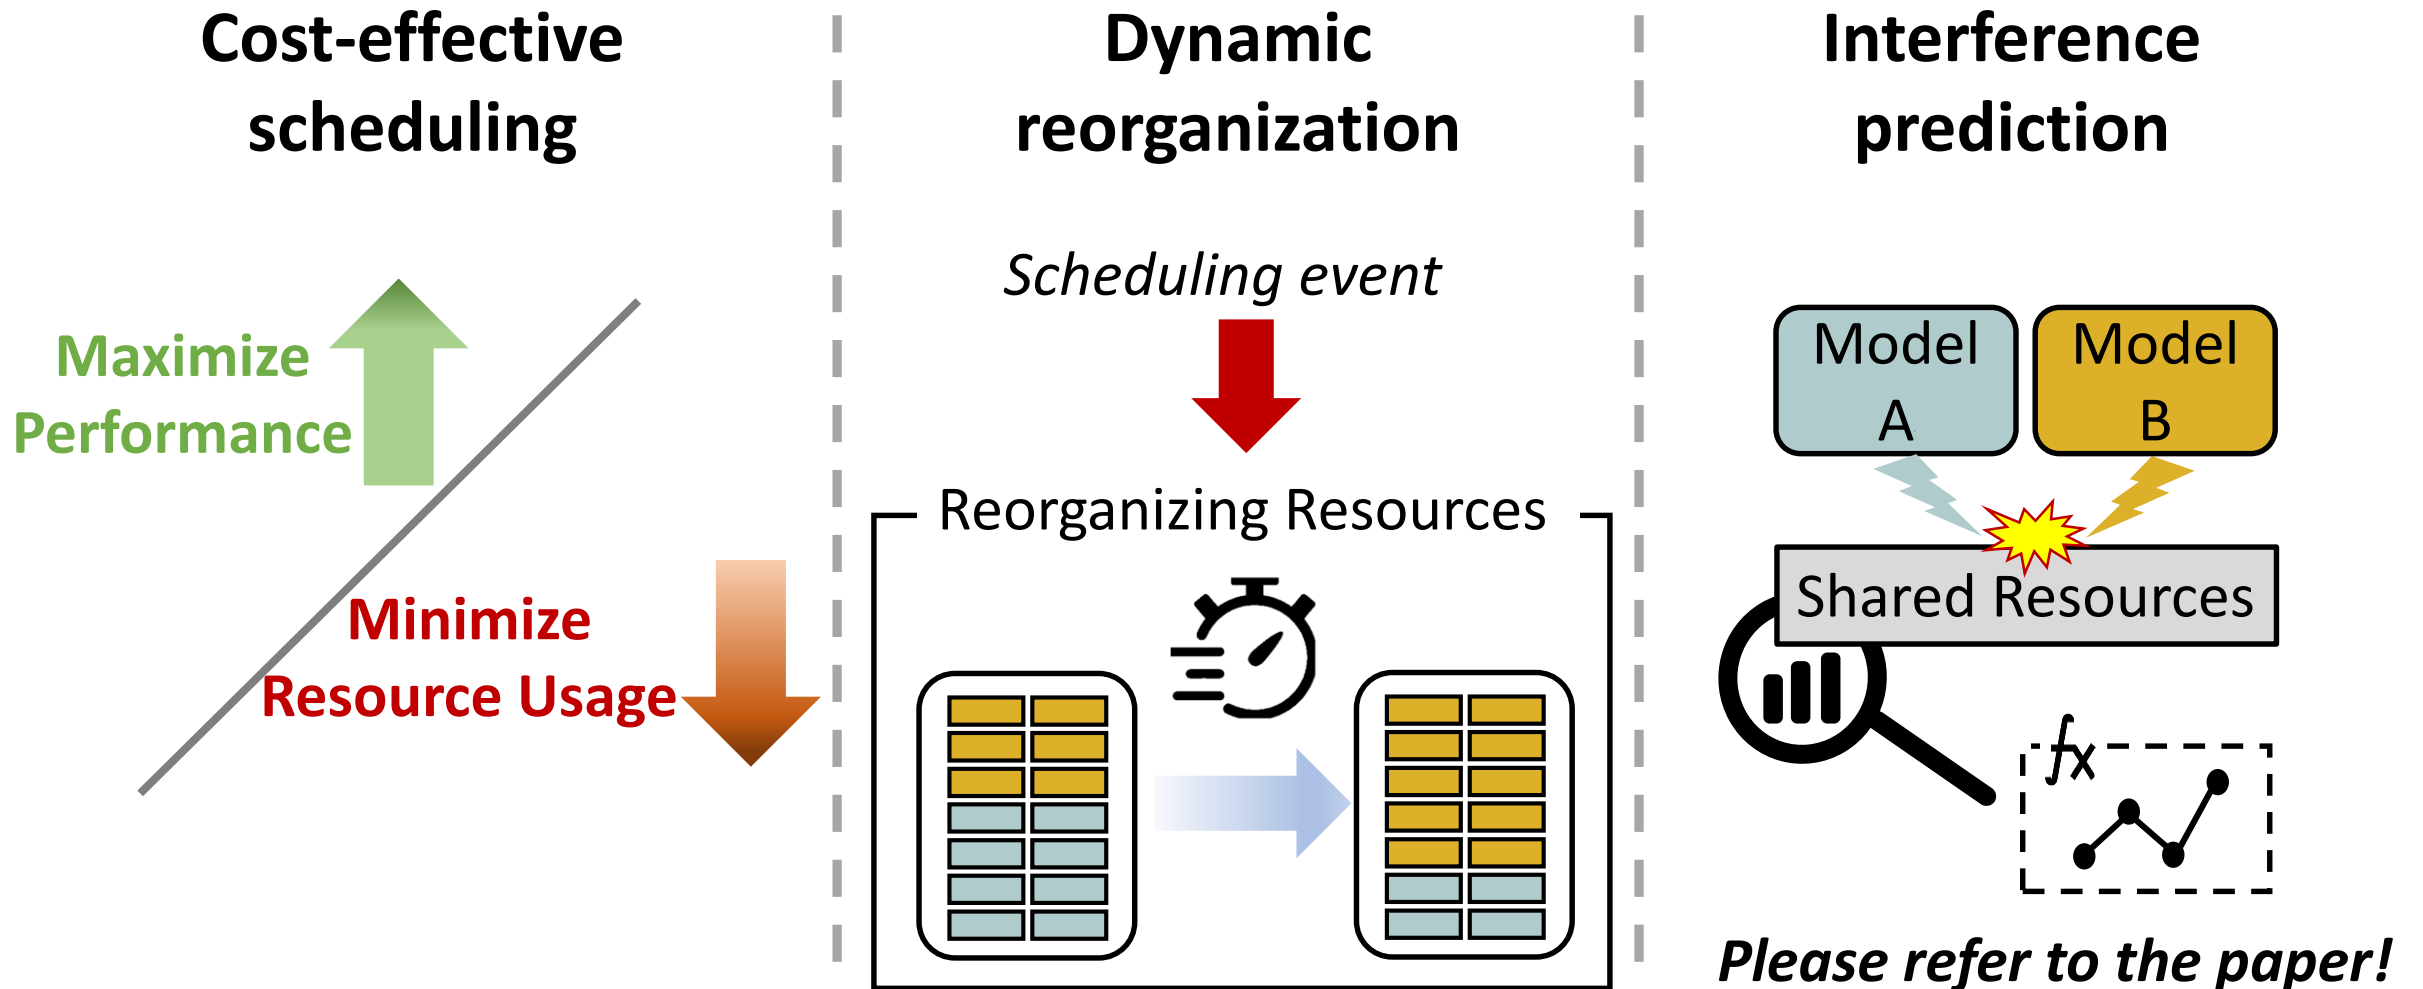 Cost-effective
scheduling
Maximize
Performance
Minimize
Resource Usage
Dynamic
reorganization
Scheduling event
Reorganizing Resources
Interference
prediction
Model
A
Model
B
Shared Resources
fx
Please refer to the paper!